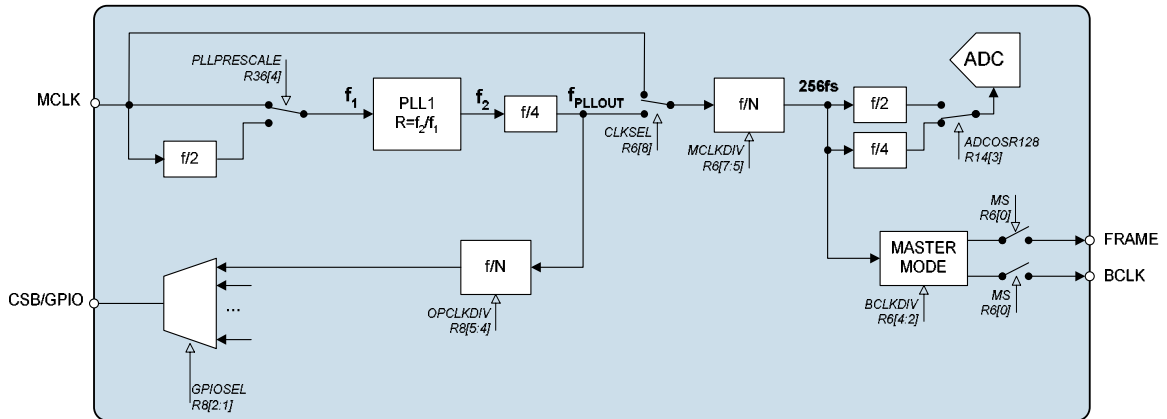 PLLPRESCALE
R36[4]
MCLK
f/2
f1
PLL1
R=f2/f1
f2
f/4
fPLLOUT
CLKSEL
R6[8]
f/N
MCLKDIV
R6[7:5]
256fs
f/2
f/4
ADC
ADCOSR128
R14[3]
MASTER
MODE
BCLKDIV
R6[4:2]
MS
R6[0]
FRAME
BCLK
MS
R6[0]
f/N
OPCLKDIV
R8[5:4]
CSB/GPIO
...
GPIOSEL
R8[2:1]